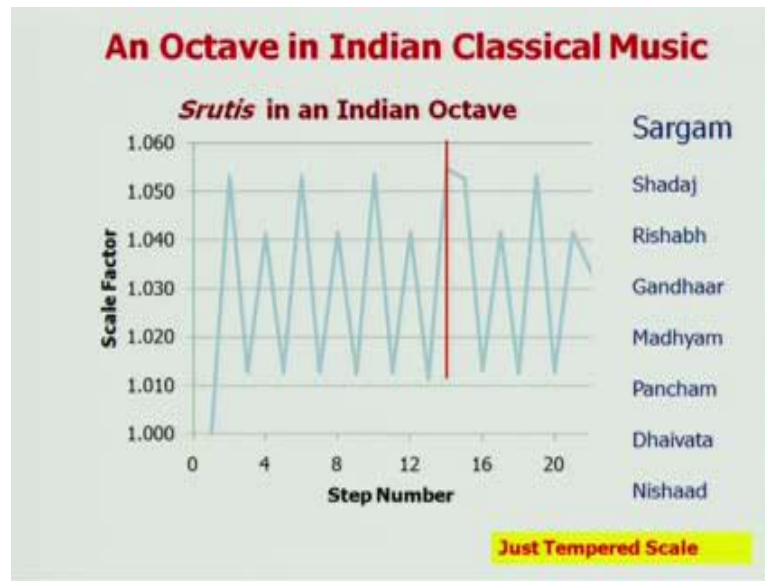 An Octave in Indian Classical Music
Srutis in an Indian Octave
1.060
1.050
1.040
1.030
1.020
1.010
1.000
Scale Factor
0 4 8 12 16 20
Step Number
Sargam
Shadaj
Rishabh
Gandhaar
Madhyam
Pancham
Dhaivata
Nishaad
Just Tempered Scale